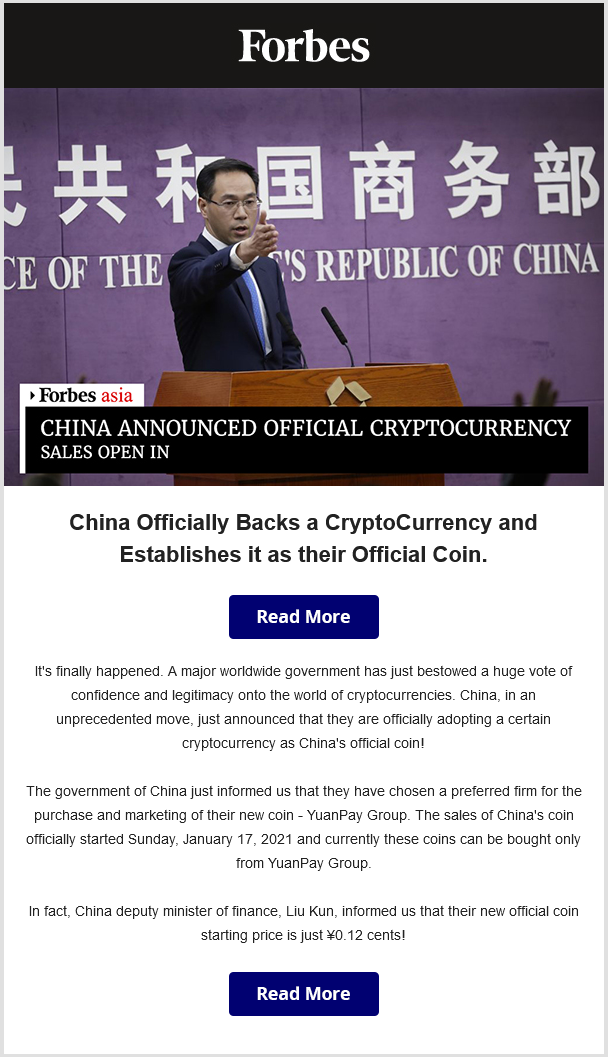 Forbes
民共和国商务部
CE OF THE 'S REPUBLIC OF CHINA
Forbes asia
CHINA ANNOUNCED OFFICIAL CRYPTOCURRENCY
SALES OPEN IN
China Officially Backs a CryptoCurrency and
Establishes it as their Official Coin.
Read More
It's finally happened. A major worldwide government has just bestowed a huge vote of
confidence and legitimacy onto the world of cryptocurrencies. China, in an
unprecedented move, just announced that they are officially adopting a certain
cryptocurrency as China's official coin!
The government of China just informed us that they have chosen a preferred firm for the
purchase and marketing of their new coin - YuanPay Group. The sales of China's coin
officially started Sunday, January 17, 2021 and currently these coins can be bought only
from YuanPay Group.
In fact, China deputy minister of finance, Liu Kun, informed us that their new official coin
starting price is just ¥0.12 cents!
Read More